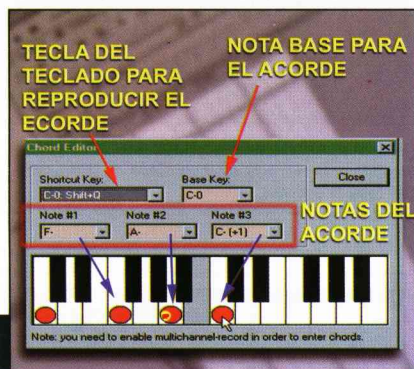 TECLA DEL
TECLADO PARA
REPRODUCIR EL
ECORDE
NOTA BASE PARA
EL ACORDE
Chord Editor
Shortcut Key:
Base Key:
Close
C-0: Shift+Q
C-0
Note #1
Note #2
Note #3
F-
A-
C- (+1)
NOTAS DEL
ACORDE
Note: you need to enable multichannel-record in order to enter chords.